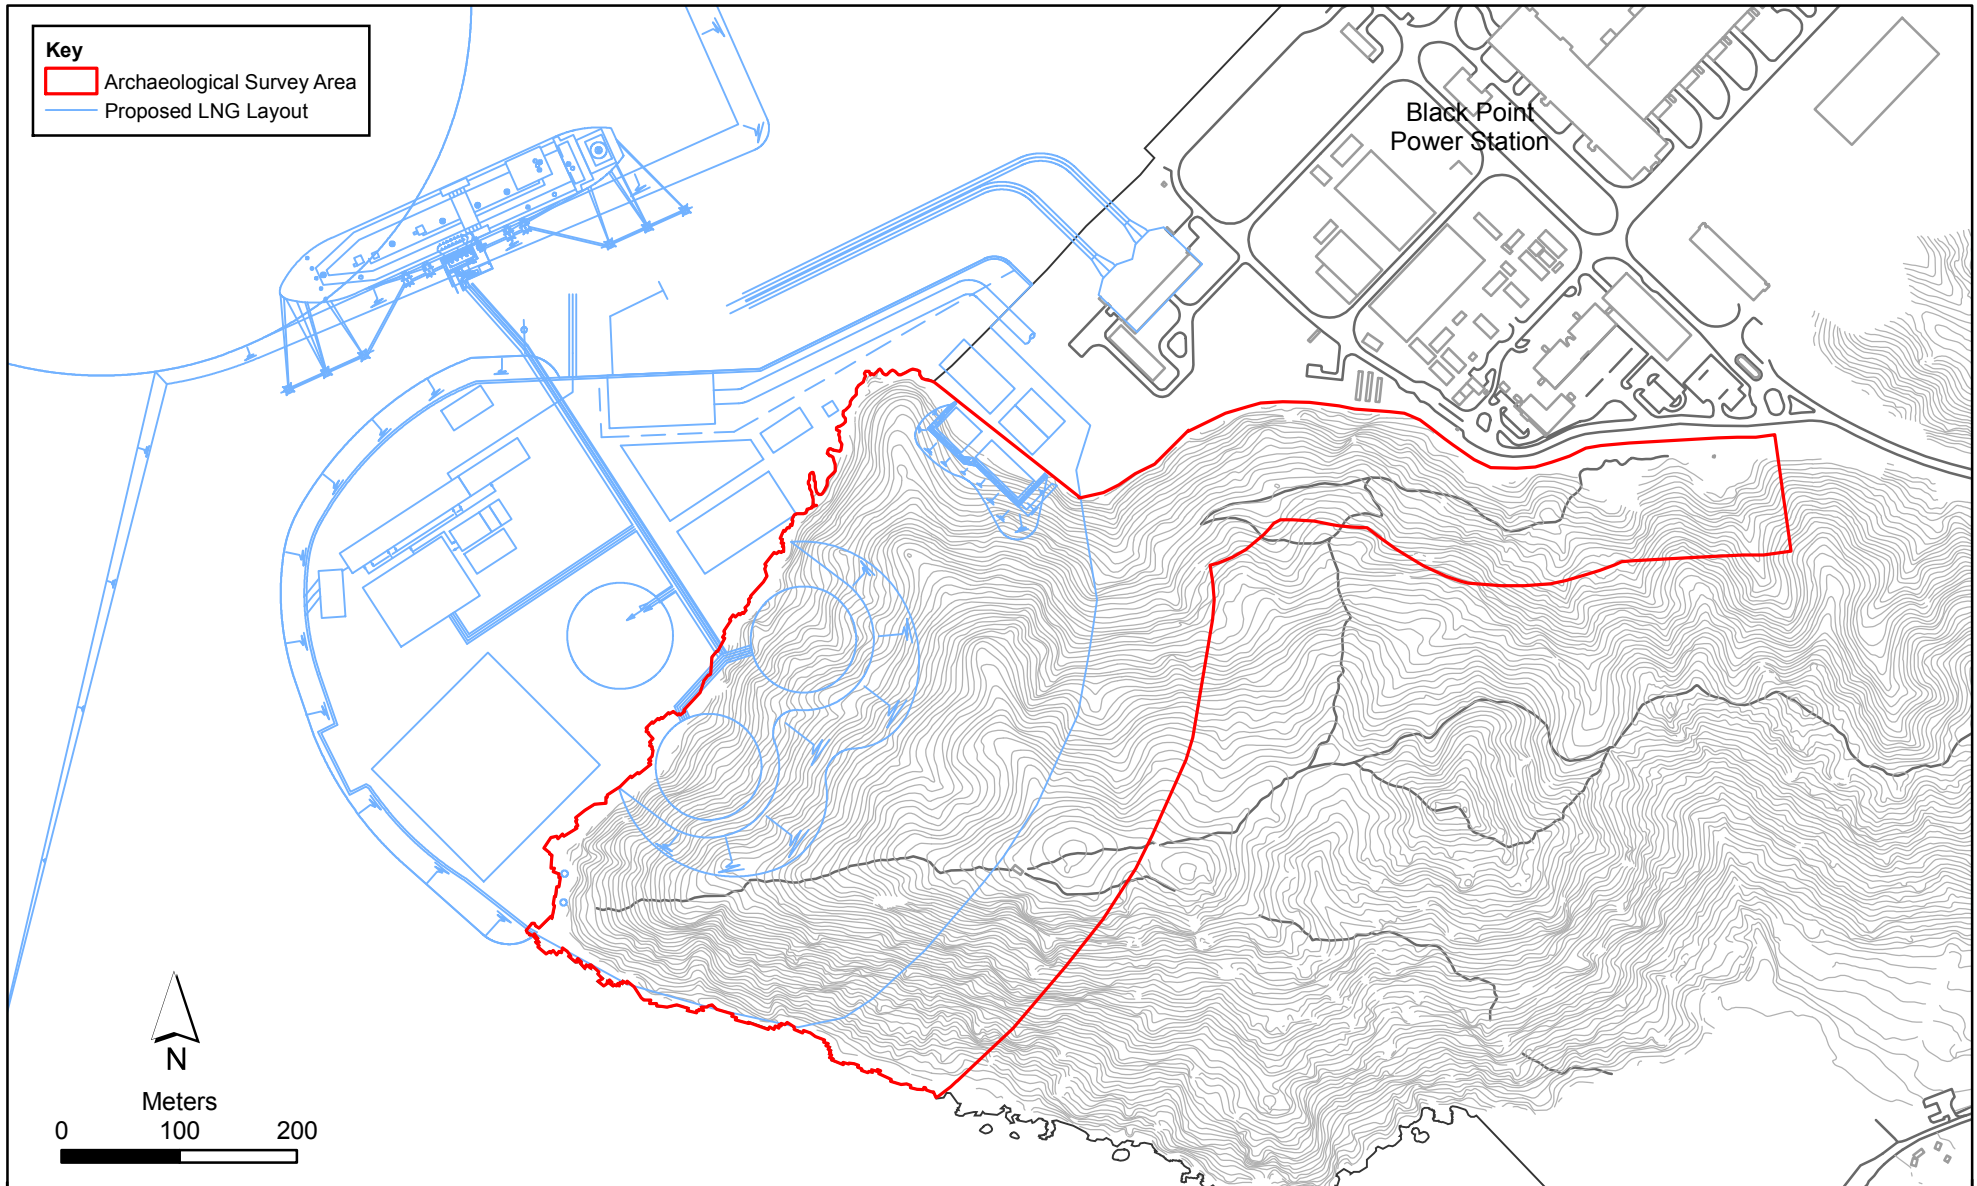 Key
Archaeological Survey Area
Proposed LNG Layout
Black Point
Power Station
N
Meters
0 100 200